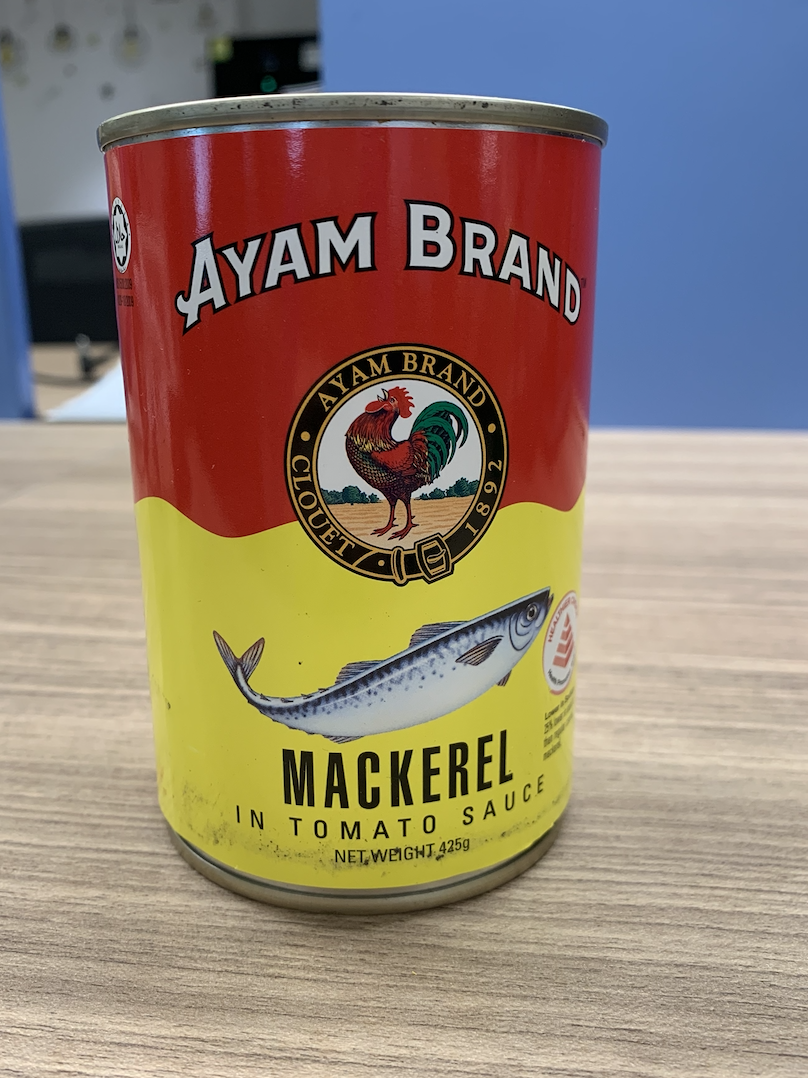 AYAM BRAND
AYAM BRAND
CLOUET
1892
MACKEREL
IN TOMATO SAUCE
NET WEIGHT 425g